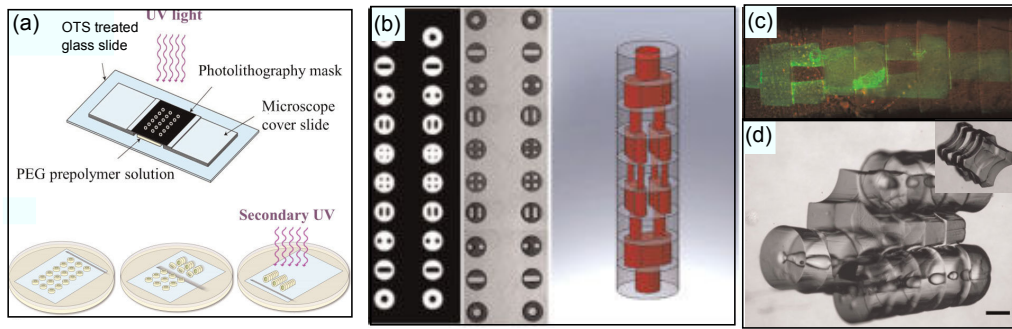 (a)
UV light
OTS treated
glass slide
Photolithography mask
Microscope
cover slide
PEG prepolymer solution
Secondary UV
(b)
(c)
(d)